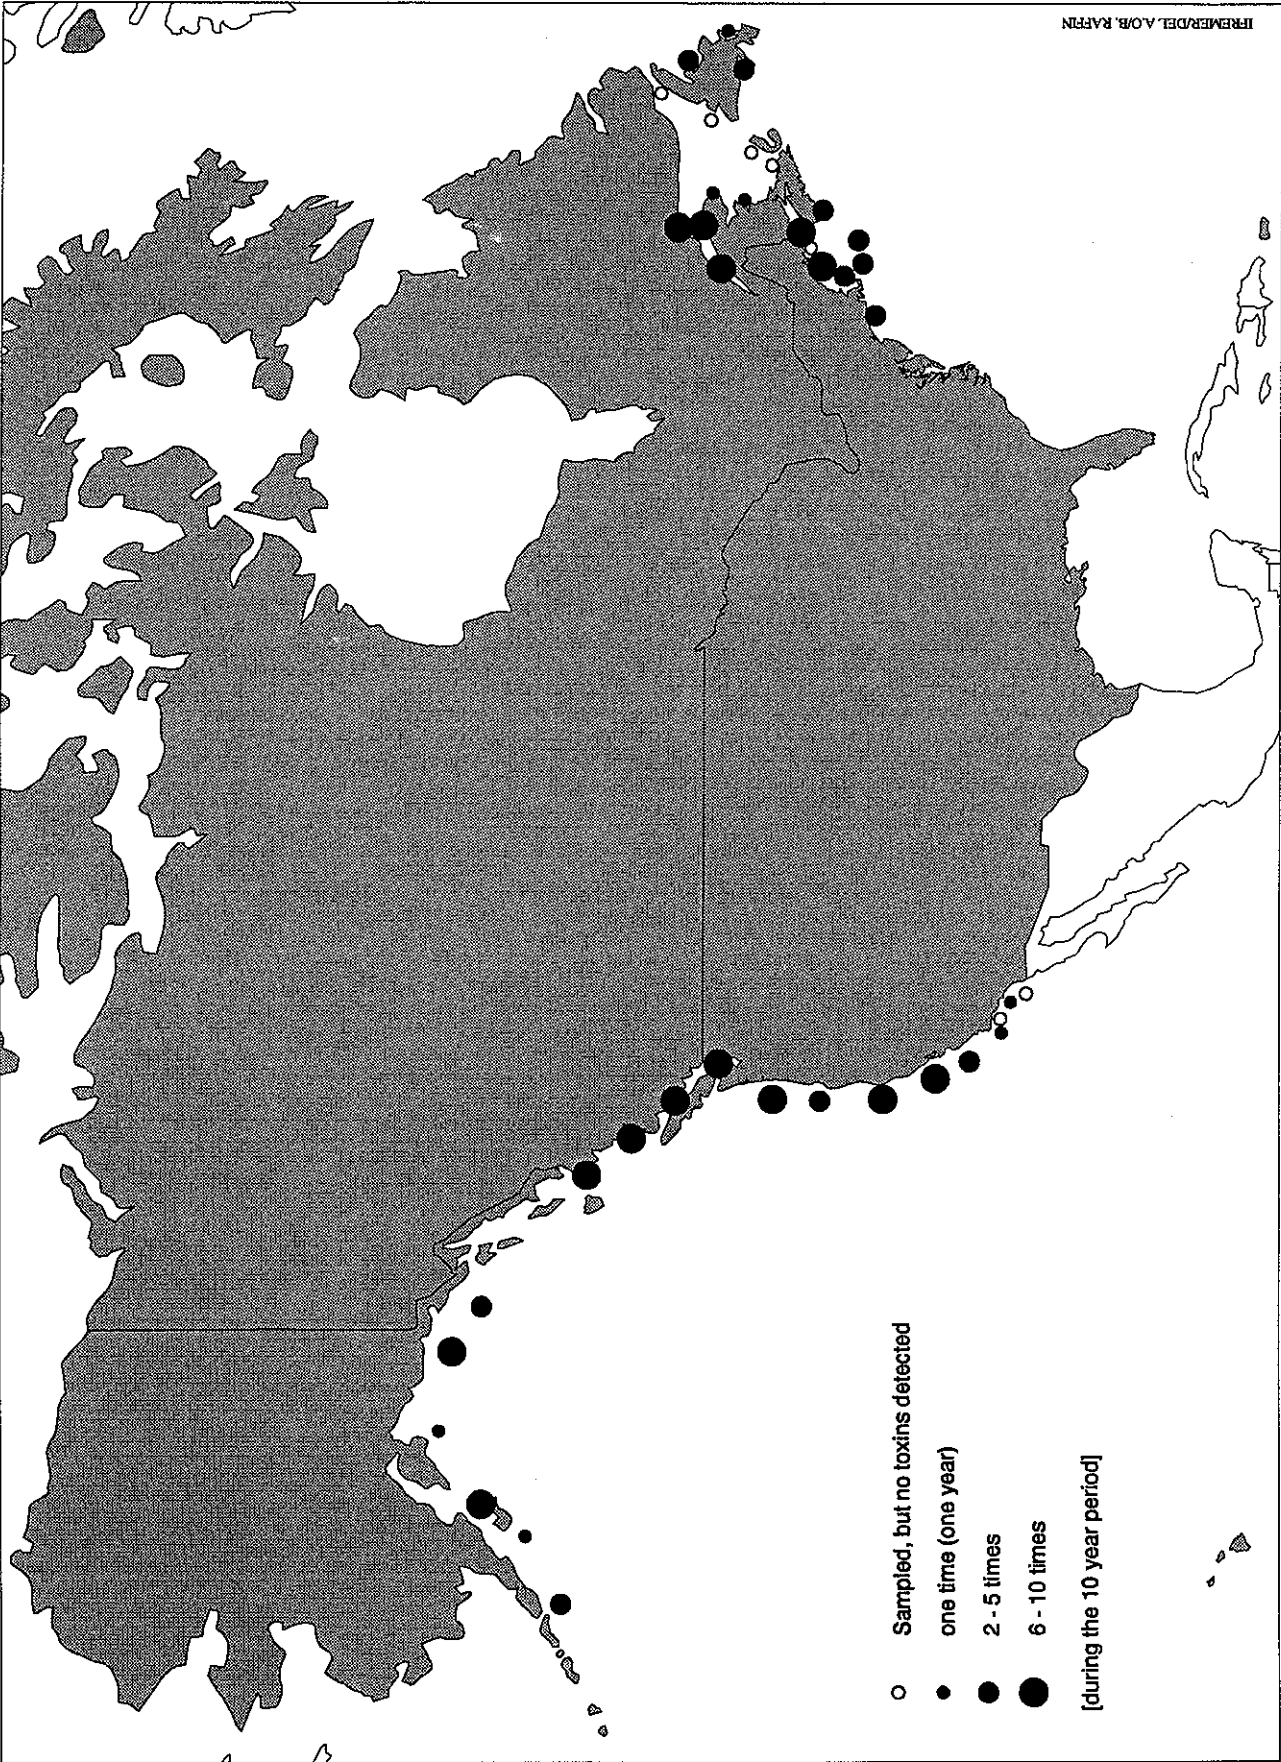 IFREMER/DEL A.O/B. RAFFIN
Sampled, but no toxins detected
one time (one year)
2 - 5 times
6 - 10 times
[during the 10 year period]